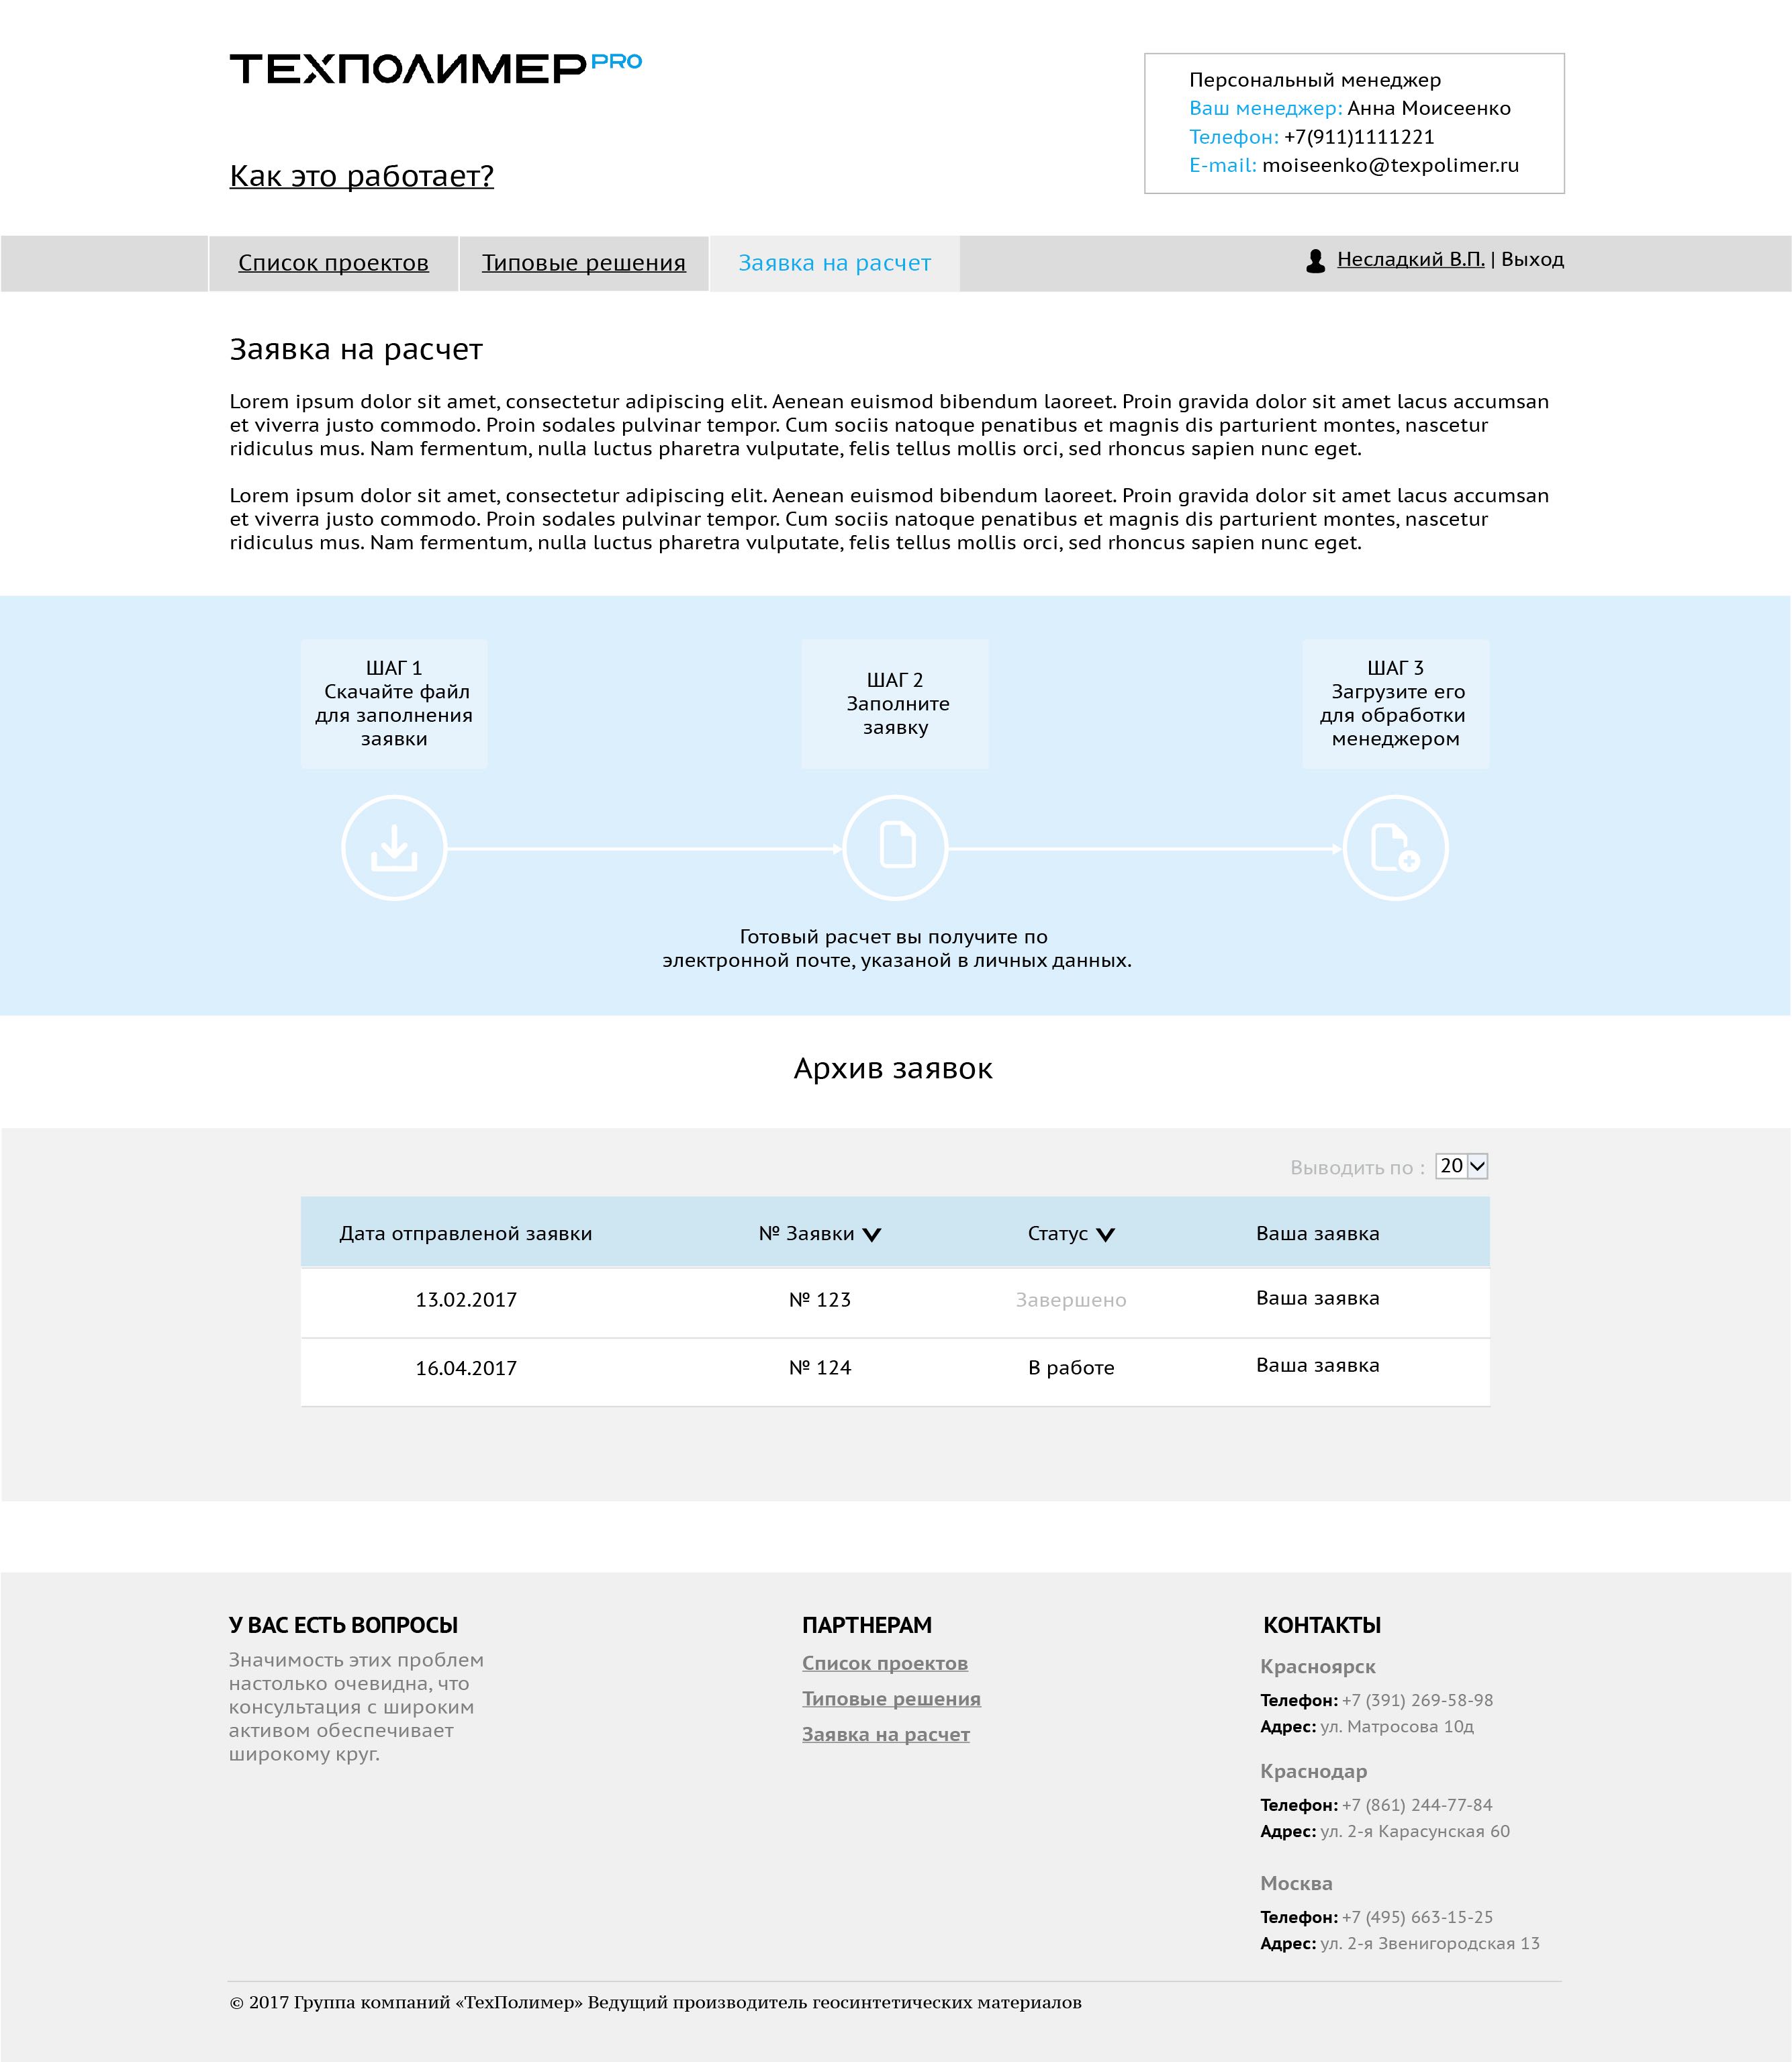 ТЕХПОЛИМЕР PRO
Персональный менеджер
Ваш менеджер: Анна Моисеенко
Телефон: +7(911)1111221
E-mail: moiseenko@texpolimer.ru
Как это работает?
Список проектов
Типовые решения
Заявка на расчет
Несладкий В.П. | Выход
Заявка на расчет
Lorem ipsum dolor sit amet, consectetur adipiscing elit. Aenean euismod bibendum laoreet. Proin gravida dolor sit amet lacus accumsan
et viverra justo commodo. Proin sodales pulvinar tempor. Cum sociis natoque penatibus et magnis dis parturient montes, nascetur
ridiculus mus. Nam fermentum, nulla luctus pharetra vulputate, felis tellus mollis orci, sed rhoncus sapien nunc eget.
Lorem ipsum dolor sit amet, consectetur adipiscing elit. Aenean euismod bibendum laoreet. Proin gravida dolor sit amet lacus accumsan
et viverra justo commodo. Proin sodales pulvinar tempor. Cum sociis natoque penatibus et magnis dis parturient montes, nascetur
ridiculus mus. Nam fermentum, nulla luctus pharetra vulputate, felis tellus mollis orci, sed rhoncus sapien nunc eget.
ШАГ 1
Скачайте файл
для заполнения
заявки
ШАГ 2
Заполните
заявку
ШАГ 3
Загрузите его
для обработки
менеджером
Готовый расчет вы получите по
электронной почте, указаной в личных данных.
Архив заявок
Выводить по : 20
Дата отправленой заявки
№ Заявки
Статус
Ваша заявка
13.02.2017
№ 123
Завершено
Ваша заявка
16.04.2017
№ 124
В работе
Ваша заявка
У ВАС ЕСТЬ ВОПРОСЫ
Значимость этих проблем
настолько очевидна, что
консультация с широким
активом обеспечивает
широкому круг.
ПАРТНЕРАМ
Список проектов
Типовые решения
Заявка на расчет
КОНТАКТЫ
Красноярск
Телефон: +7 (391) 269-58-98
Адрес: ул. Матросова 10д
Краснодар
Телефон: +7 (861) 244-77-84
Адрес: ул. 2-я Карасунская 60
Москва
Телефон: +7 (495) 663-15-25
Адрес: ул. 2-я Звенигородская 13
© 2017 Группа компаний «ТехПолимер» Ведущий производитель геосинтетических материалов